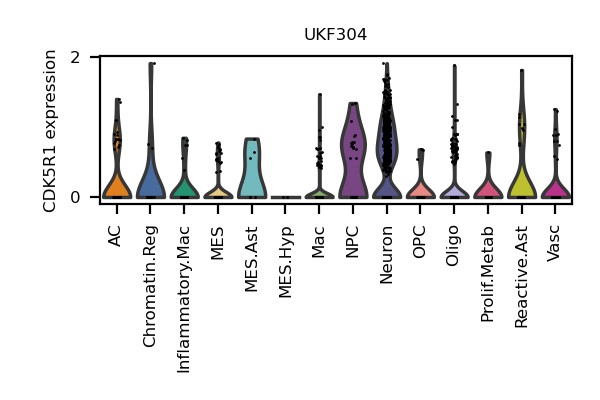 UKF304
CDK5R1 expression
2
0
AC
Chromatin.Reg
Inflammatory.Mac
MES
MES.Ast
MES.Hyp
Mac
NPC
Neuron
OPC
Oligo
Prolif.Metab
Reactive.Ast
Vasc